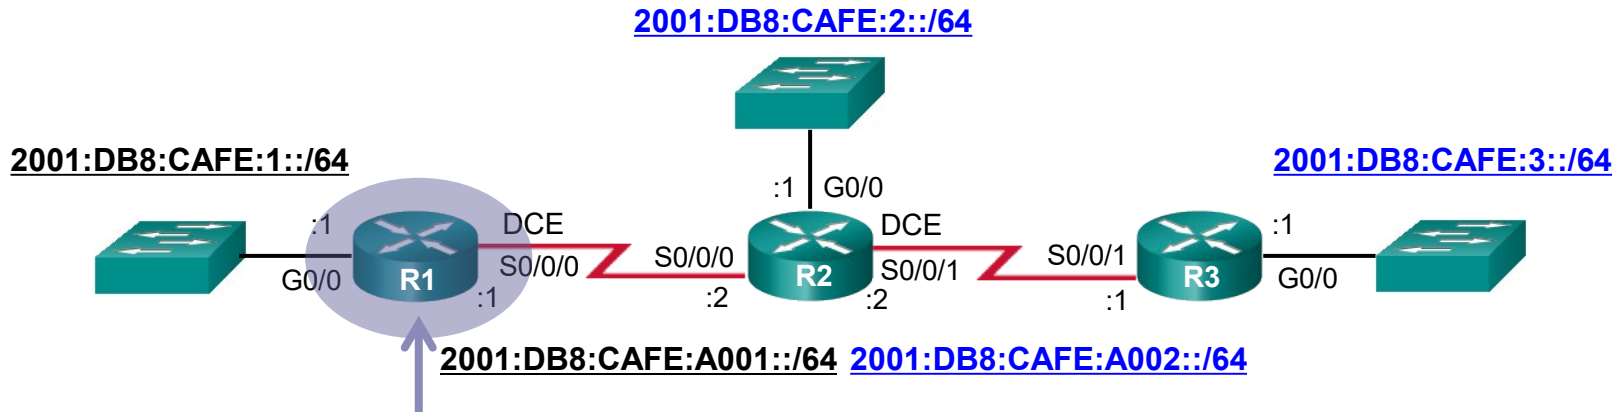 2001:DB8:CAFE:2::/64
2001:DB8:CAFE:1::/64
2001:DB8:CAFE:3::/64
:1 G0/0
:1
DCE
DCE
:1
S0/0/0
S0/0/1
G0/0
R1
S0/0/0
R2
S0/0/1
R3
G0/0
:1
:2
:2
:1
2001:DB8:CAFE:A001::/64
2001:DB8:CAFE:A002::/64